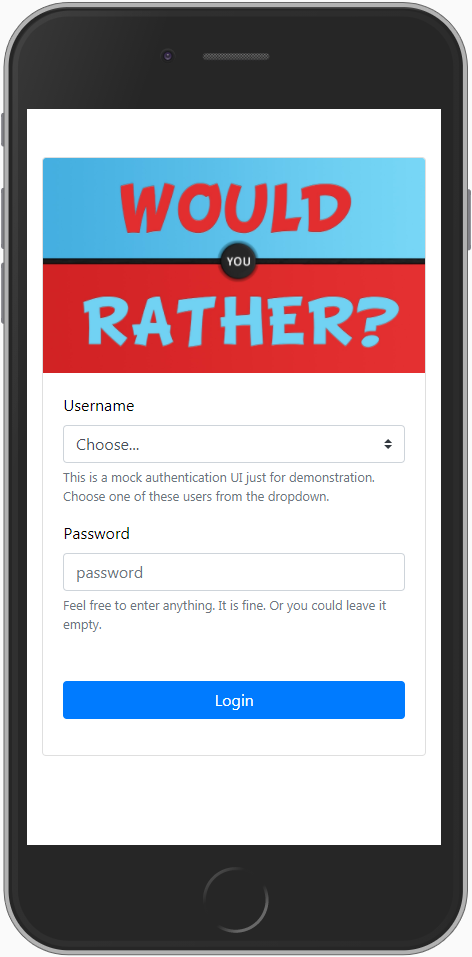 WOULD
YOU
RATHER?
Username
Choose...
This is a mock authentication UI just for demonstration.
Choose one of these users from the dropdown.
Password
password
Feel free to enter anything. It is fine. Or you could leave it
empty.
Login